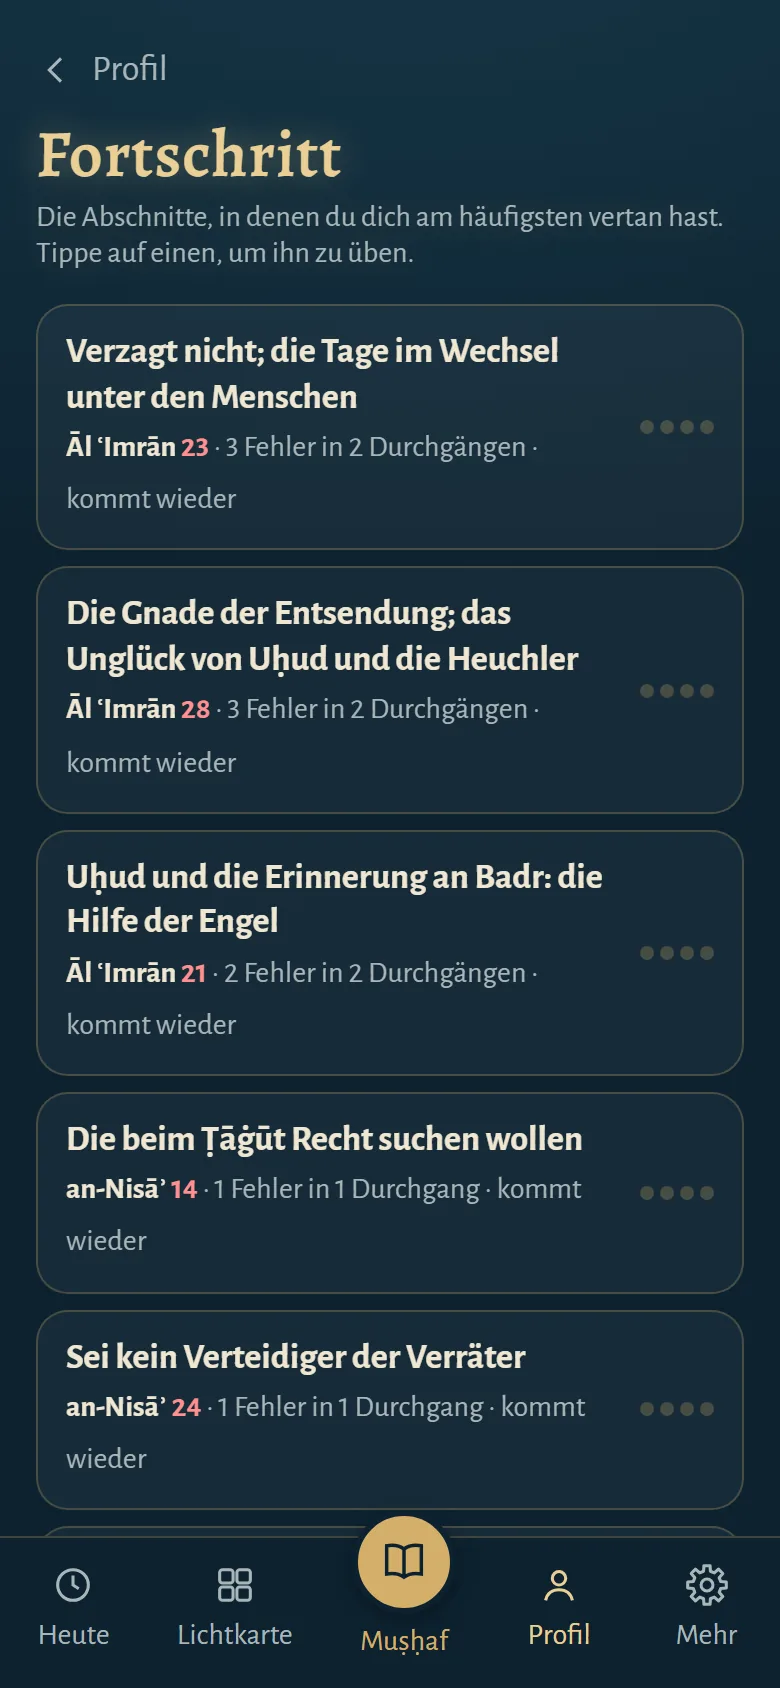 Profil
Fortschritt
Die Abschnitte, in denen du dich am häufigsten vertan hast.
Tippe auf einen, um ihn zu üben.
Verzagt nicht; die Tage im Wechsel
unter den Menschen
Āl ʿImrān 23 · 3 Fehler in 2 Durchgängen ·
kommt wieder
Die Gnade der Entsendung; das
Unglück von Uḥud und die Heuchler
Āl ʿImrān 28 · 3 Fehler in 2 Durchgängen ·
kommt wieder
Uḥud und die Erinnerung an Badr: die
Hilfe der Engel
Āl ʿImrān 21 · 2 Fehler in 2 Durchgängen ·
kommt wieder
Die beim Ṭāġūt Recht suchen wollen
an-Nisāʾ 14 · 1 Fehler in 1 Durchgang · kommt
wieder
Sei kein Verteidiger der Verräter
an-Nisāʾ 24 · 1 Fehler in 1 Durchgang · kommt
wieder
Heute
Lichtkarte
Muṣḥaf
Profil
Mehr